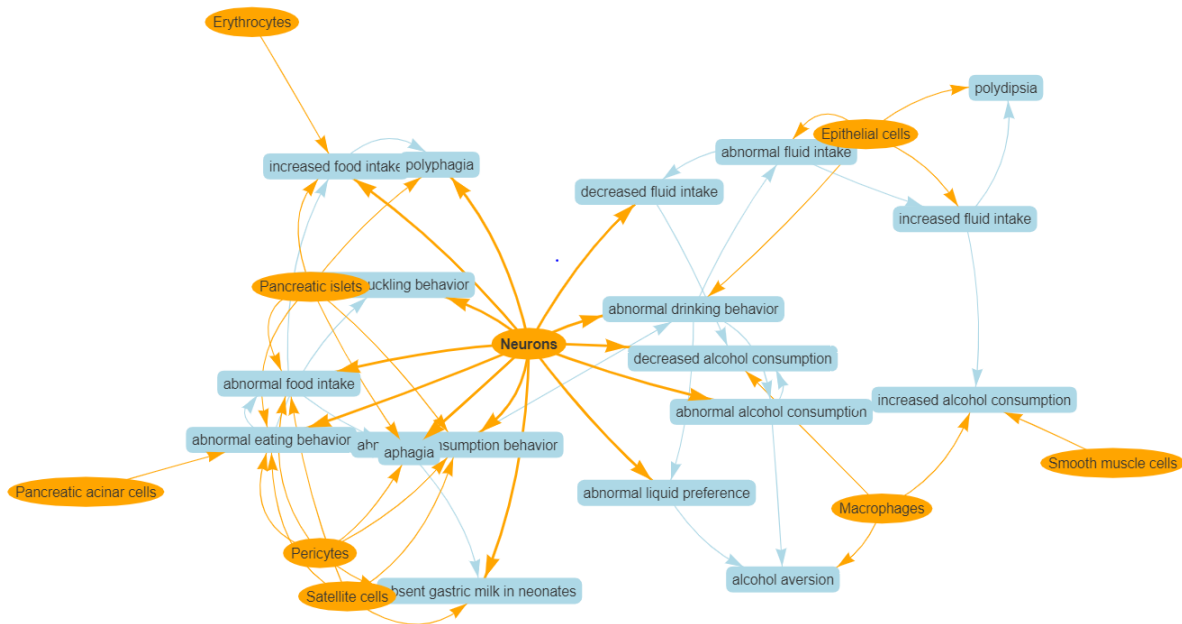 Erythrocytes
polydipsia
Epithelial cells
abnormal fluid intake
increased food intake
polyphagia
decreased fluid intake
increased fluid intake
Pancreatic islets
uckling behavior
abnormal drinking behavior
Neurons
decreased alcohol consumption
abnormal food intake
increased alcohol consumption
abnormal alcohol consumption
abnormal eating behavior
aphagia
nsumption behavior
Smooth muscle cells
Pancreatic acinar cells
abnormal liquid preference
Macrophages
Pericytes
alcohol aversion
Satellite cells
bsent gastric milk in neonates